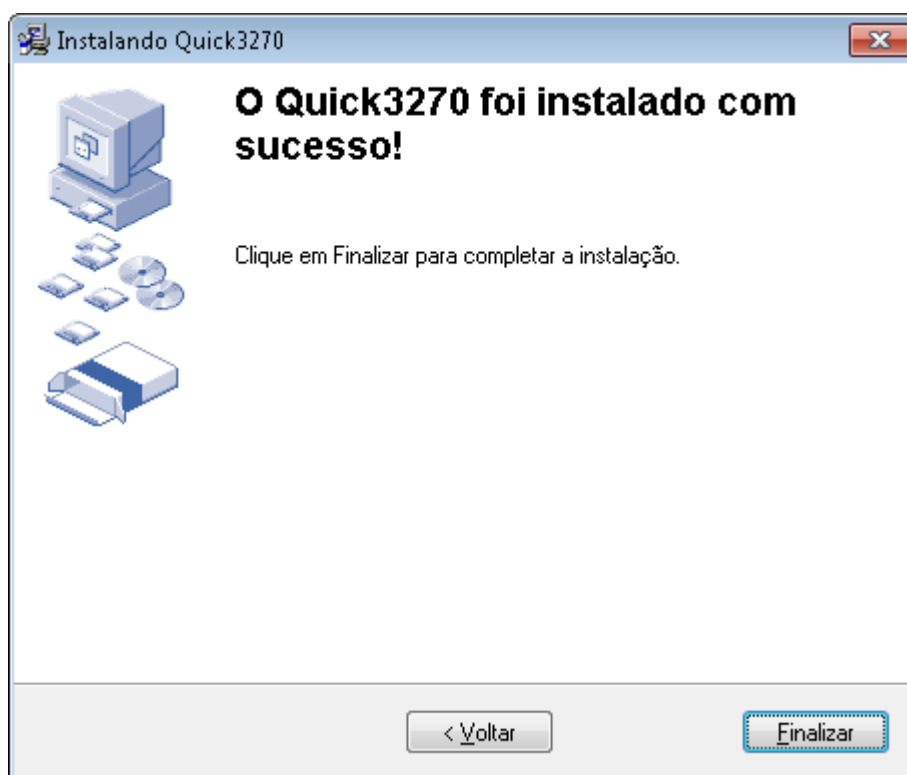 Instalando Quick3270
O Quick3270 foi instalado com
sucesso!
Clique em Finalizar para completar a instalação.
< Voltar
Finalizar